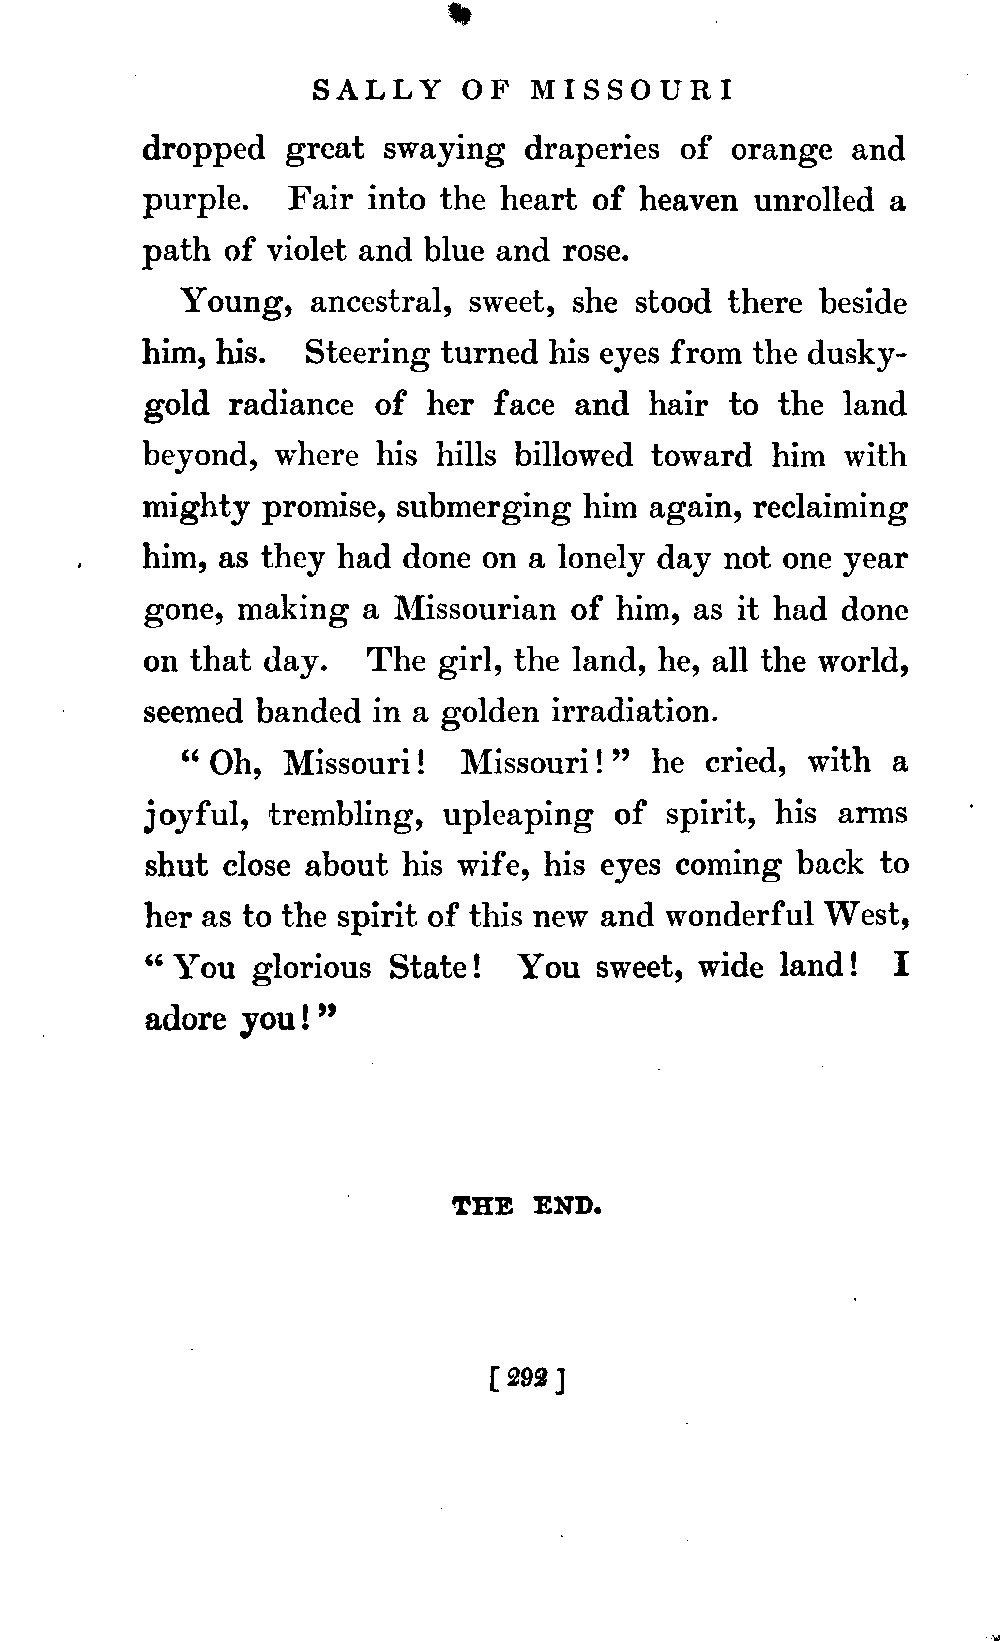 SALLY OF MISSOURI
dropped great swaying draperies of orange and
purple. Fair into the heart of heaven unrolled a
path of violet and blue and rose.
Young, ancestral, sweet, she stood there beside
him, his. Steering turned his eyes from the dusky-
gold radiance of her face and hair to the land
beyond, where his hills billowed toward him with
mighty promise, submerging him again, reclaiming
him, as they had done on a lonely day not one year
gone, making a Missourian of him, as it had done
on that day. The girl, the land, he, all the world,
seemed banded in a golden irradiation.
“Oh, Missouri! Missouri!” he cried, with a
joyful, trembling, upleaping of spirit, his arms
shut close about his wife, his eyes coming back to
her as to the spirit of this new and wonderful West,
“You glorious State! You sweet, wide land! I
adore you!”
THE END.
[292]